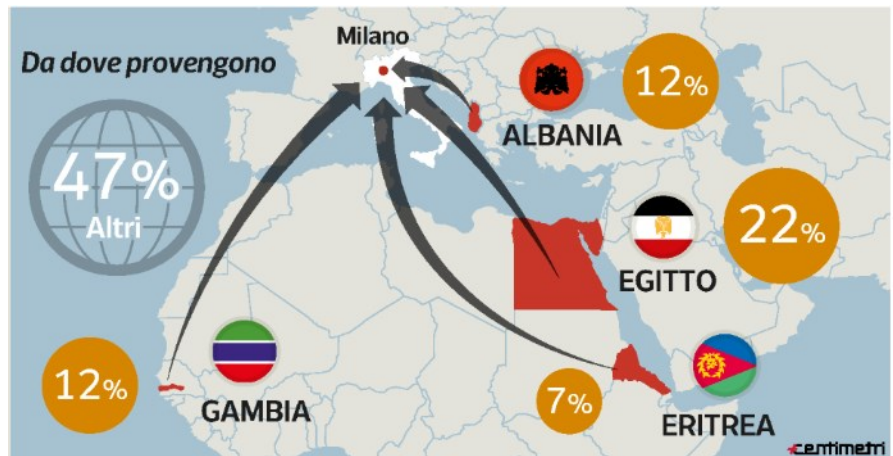 Milano
Da dove provengono
47%
Altri
ALBANIA
12%
EGITTO
22%
12%
GAMBIA
7%
ERITREA
centimetri